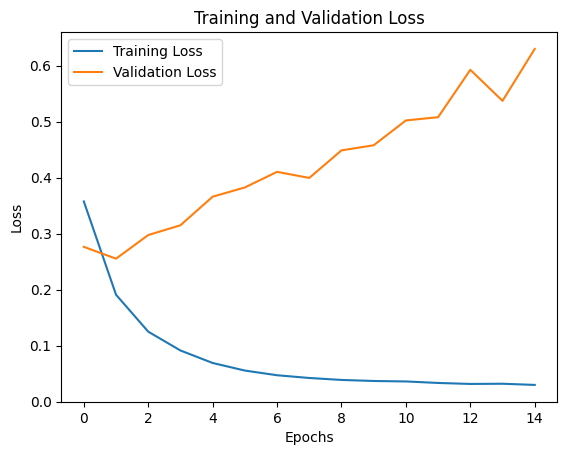 Training and Validation Loss
Training Loss
Validation Loss
0.6
0.5
0.4
0.3
0.2
0.1
0.0
Loss
0 2 4 6 8 10 12 14
Epochs